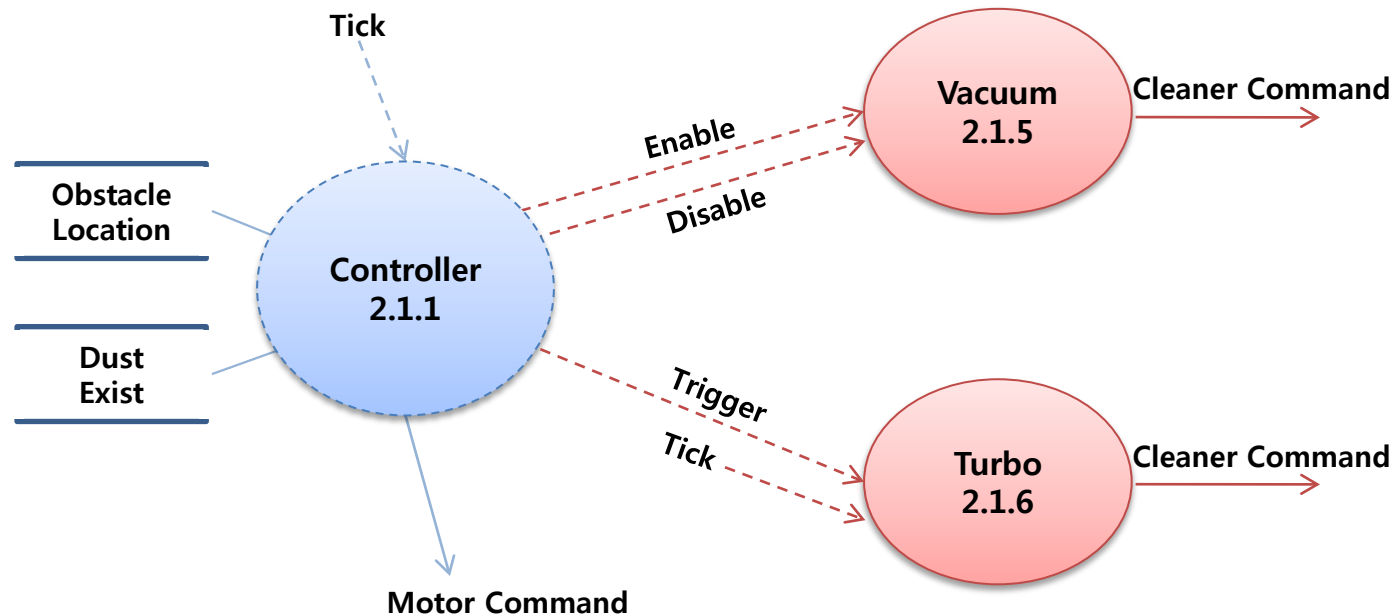 Tick
Obstacle
Location
Dust
Exist
Controller
2.1.1
Motor Command
Enable
Disable
Trigger
Tick
Vacuum
2.1.5
Cleaner Command
Turbo
2.1.6
Cleaner Command